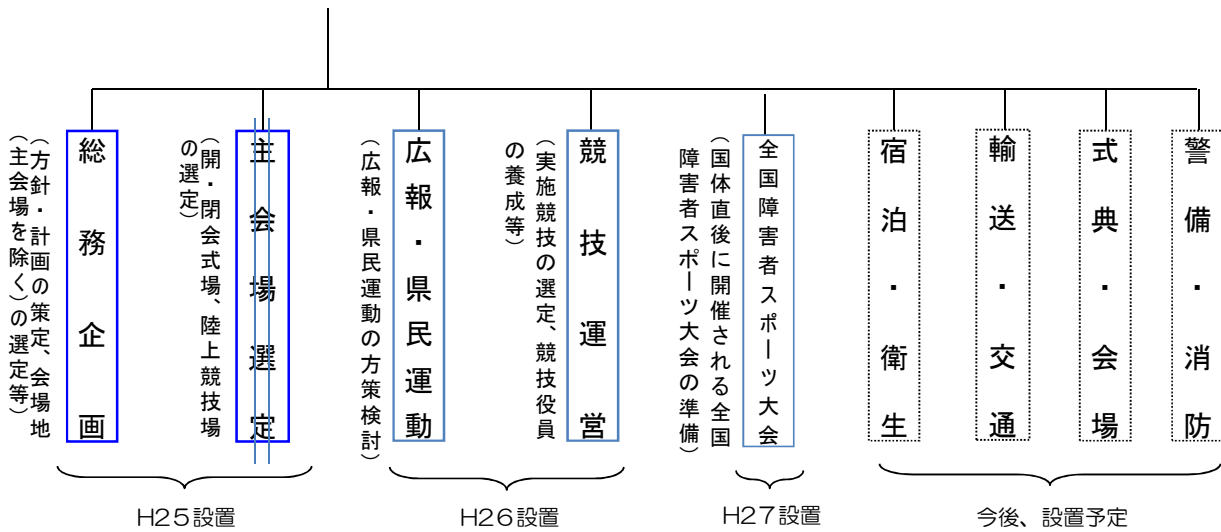 総務企画
（方針・計画の策定、会場地
（主会場を除く）の選定等）
主会場選定
（開・閉会式場、陸上競技場
の選定）
広報・県民運動
（広報・県民運動の方策検討）
競技運営
（実施競技の選定、競技役員
の養成等）
全国障害者スポーツ大会
（国体直後に開催される全国
障害者スポーツ大会の準備）
宿泊・衛生
輸送・交通
式典・会場
警備・消防
H25設置
H26設置
H27設置
今後、設置予定